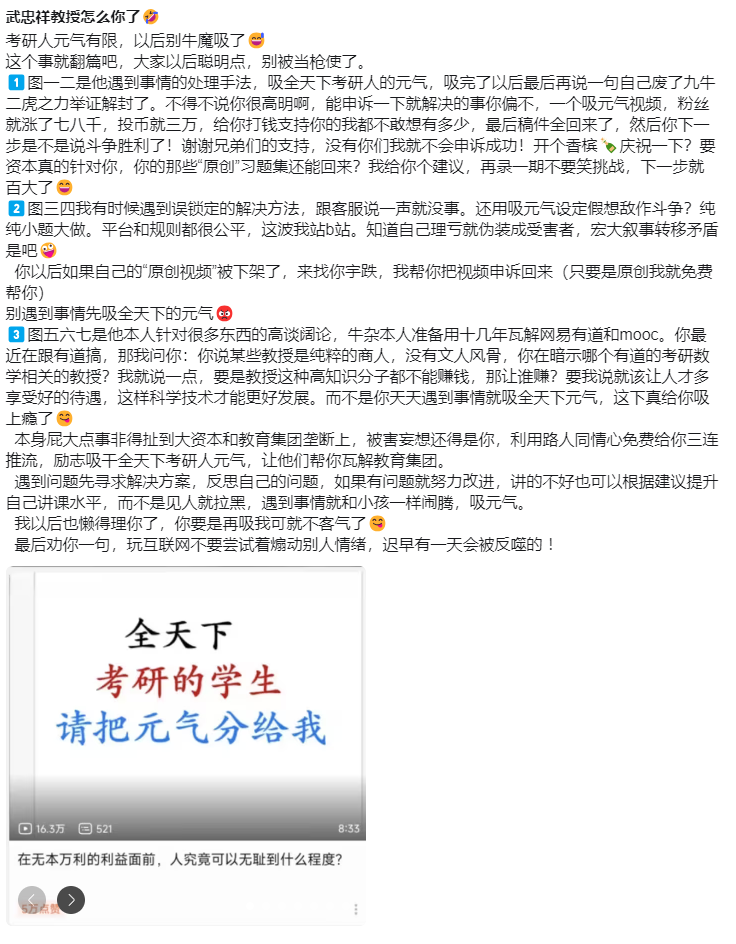 武忠祥教授怎么你了🤣
考研人元气有限，以后别牛魔吸了😅
这个事就翻篇吧，大家以后聪明点，别被当枪使了。
1️⃣图一二是他遇到事情的处理手法，吸全天下考研人的元气，吸完了以后最后再说一句自己废了九牛
二虎之力举证解封了。不得不说你很高明啊，能申诉一下就解决的事你偏不，一个吸元气视频，粉丝
就涨了七八千，投币就三万，给你打钱支持你的我都不敢想有多少，最后稿件全回来了，然后你下一
步是不是说斗争胜利了！谢谢兄弟们的支持，没有你们我就不会申诉成功！开个香槟🍾庆祝一下？要
资本真的针对你，你的那些“原创”习题集还能回来？我给你个建议，再录一期不要笑挑战，下一步就
百大了😅
2️⃣图三四我有时候遇到误锁定的解决方法，跟客服说一声就没事。还用吸元气设定假想敌作斗争？纯
纯小题大做。平台和规则都很公平，这波我站b站。知道自己理亏就伪装成受害者，宏大叙事转移矛盾
是吧🤪
你以后如果自己的“原创视频”被下架了，来找你宇跌，我帮你把视频申诉回来（只要是原创我就免费
帮你）
别遇到事情先吸全天下的元气😡
3️⃣图五六七是他本人针对很多东西的高谈阔论，牛杂本人准备用十几年瓦解网易有道和mooc。你最
近在跟有道搞，那我问你：你说某些教授是纯粹的商人，没有文人风骨，你在暗示哪个有道的考研数
学相关的教授？我就说一点，要是教授这种高知识分子都不能赚钱，那让谁赚？要我说就该让人才多
享受好的待遇，这样科学技术才能更好发展。而不是你天天遇到事情就吸全天下元气，这下真给你吸
上瘾了😋
本身屁大点事非得扯到大资本和教育集团垄断上，被害妄想还得是你，利用路人同情心免费给你三连
推流，励志吸干全天下考研人元气，让他们帮你瓦解教育集团。
遇到问题先寻求解决方案，反思自己的问题，如果有问题就努力改进，讲的不好也可以根据建议提升
自己讲课水平，而不是见人就拉黑，遇到事情就和小孩一样闹腾，吸元气。
我以后也懒得理你了，你要是再吸我可就不客气了😋
最后劝你一句，玩互联网不要尝试着煽动别人情绪，迟早有一天会被反噬的！
全天下
考研的学生
请把元气分给我
16.3万 521 8:33
在无本万利的利益面前，人究竟可以无耻到什么程度？
5万点赞